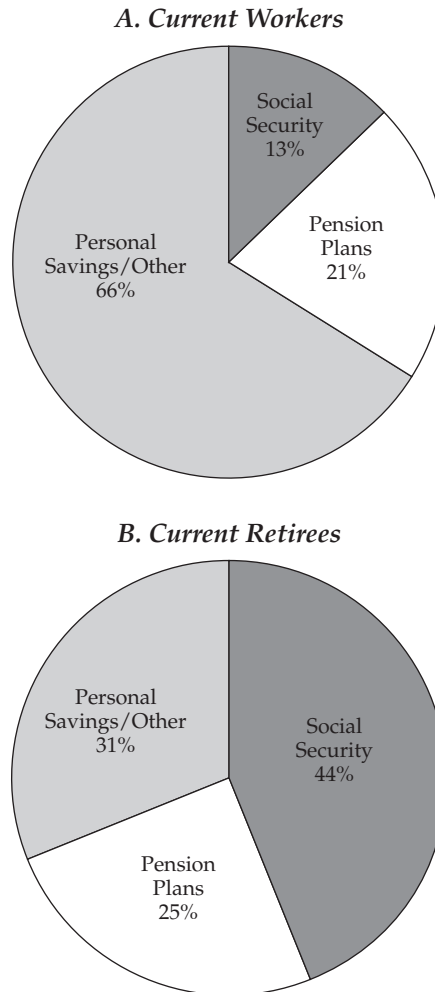 A. Current Workers
Social
Security
13%
Pension
Plans
21%
Personal
Savings/Other
66%
B. Current Retirees
Personal
Savings/Other
31%
Social
Security
44%
Pension
Plans
25%